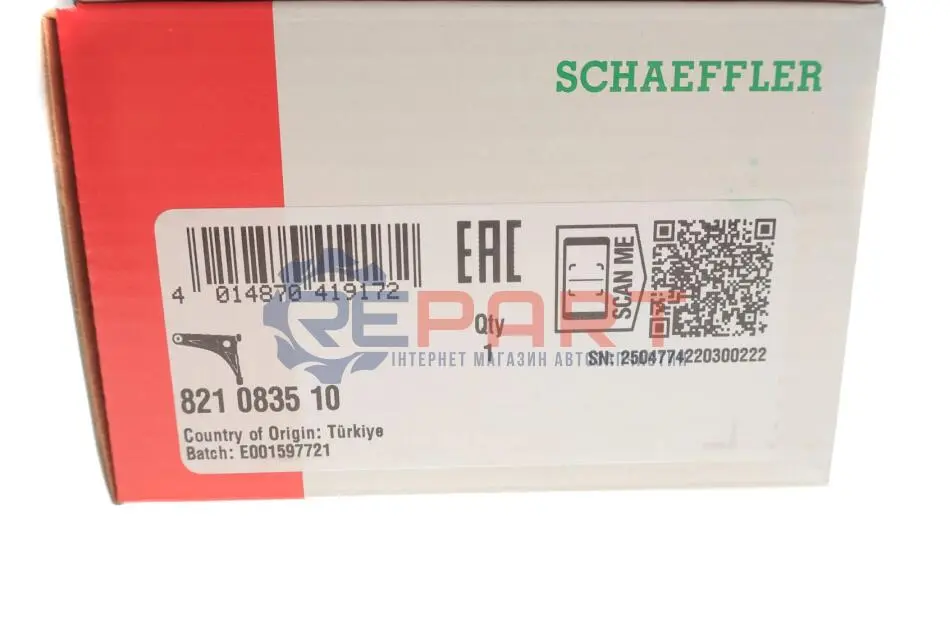 SCHAEFFLER
4 014870 419172
EAC
SCAN ME
Qty
1
SN: 2504774220300222
REPART
ІНТЕРНЕТ МАГАЗИН АВТОЗАПЧАСТИН
821 0835 10
Country of Origin: Türkiye
Batch: E001597721